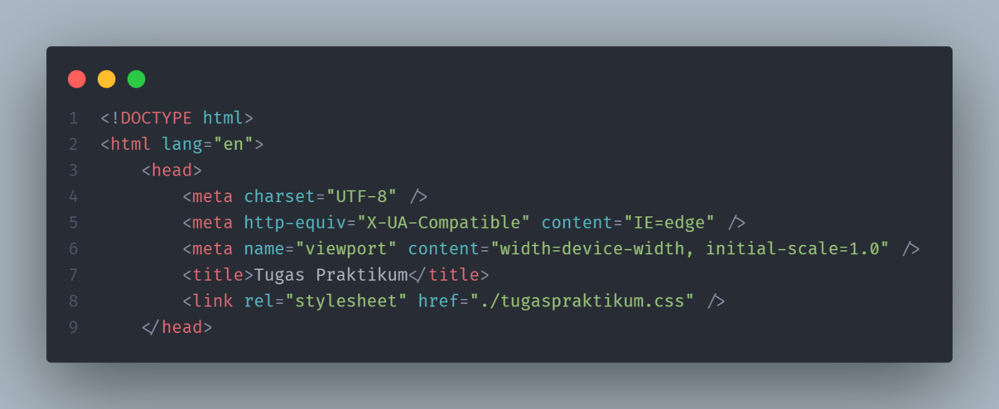 1 <!DOCTYPE html>
2 <html lang="en">
3     <head>
4         <meta charset="UTF-8" />
5         <meta http-equiv="X-UA-Compatible" content="IE=edge" />
6         <meta name="viewport" content="width=device-width, initial-scale=1.0" />
7         <title>Tugas Praktikum</title>
8         <link rel="stylesheet" href="./tugaspraktikum.css" />
9     </head>